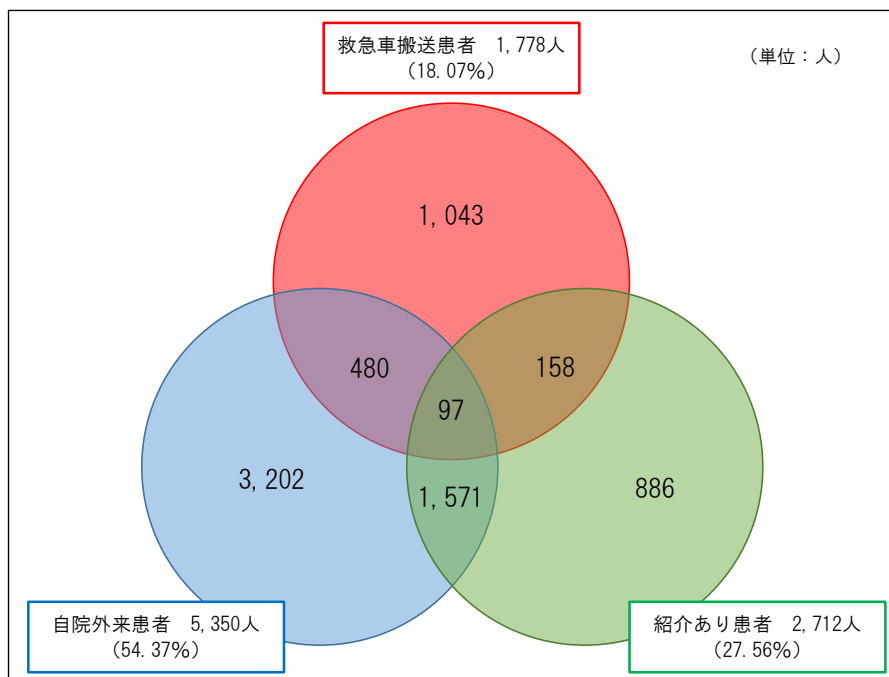 救急車搬送患者　1,778人
（18.07%）
（単位：人）
1,043
480
158
97
3,202
1,571
886
自院外来患者　5,350人
（54.37%）
紹介あり患者　2,712人
（27.56%）